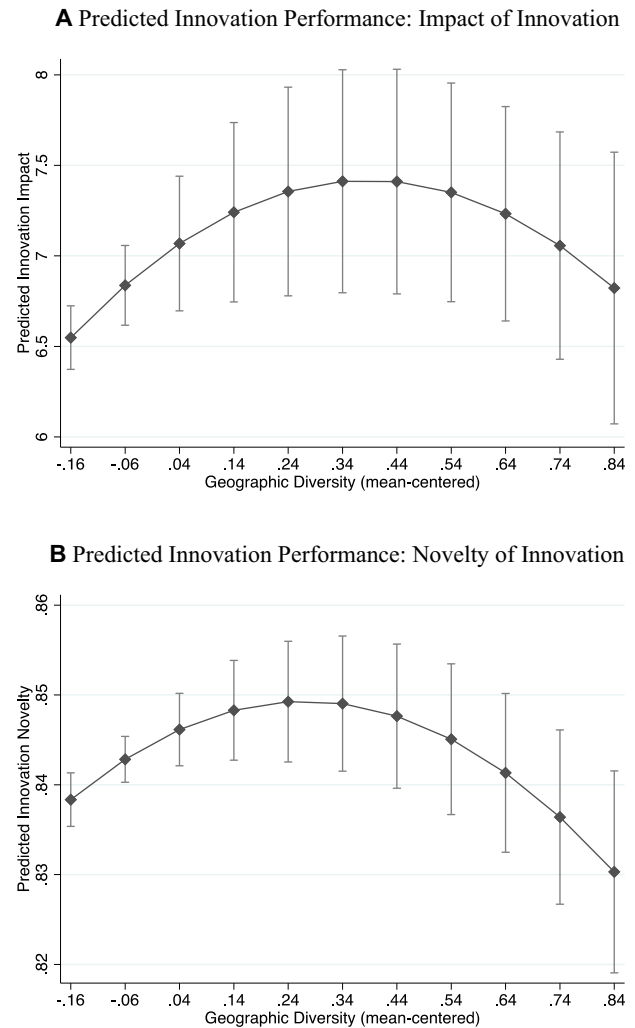 A Predicted Innovation Performance: Impact of Innovation
8
7.5
7
6.5
6
Predicted Innovation Impact
-.16 -.06 .04 .14 .24 .34 .44 .54 .64 .74 .84
Geographic Diversity (mean-centered)
B Predicted Innovation Performance: Novelty of Innovation
.86
.85
.84
.83
.82
Predicted Innovation Novelty
-.16 -.06 .04 .14 .24 .34 .44 .54 .64 .74 .84
Geographic Diversity (mean-centered)